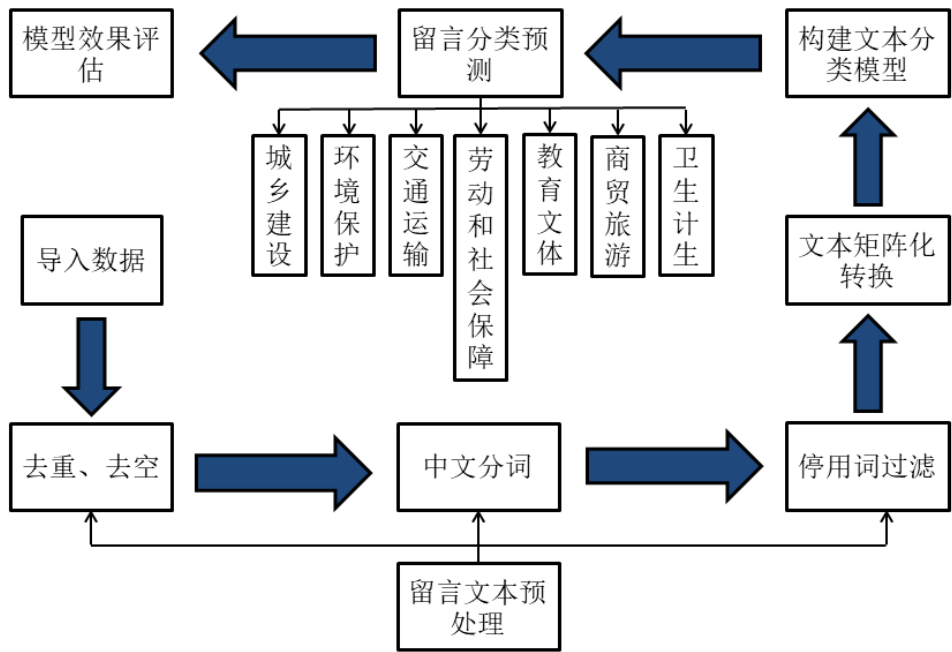 模型效果评
估
留言分类预
测
构建文本分
类模型
城乡建设
环境保护
交通运输
劳动和社会保障
教育文体
商贸旅游
卫生计生
导入数据
文本矩阵化
转换
去重、去空
中文分词
停用词过滤
留言文本预
处理